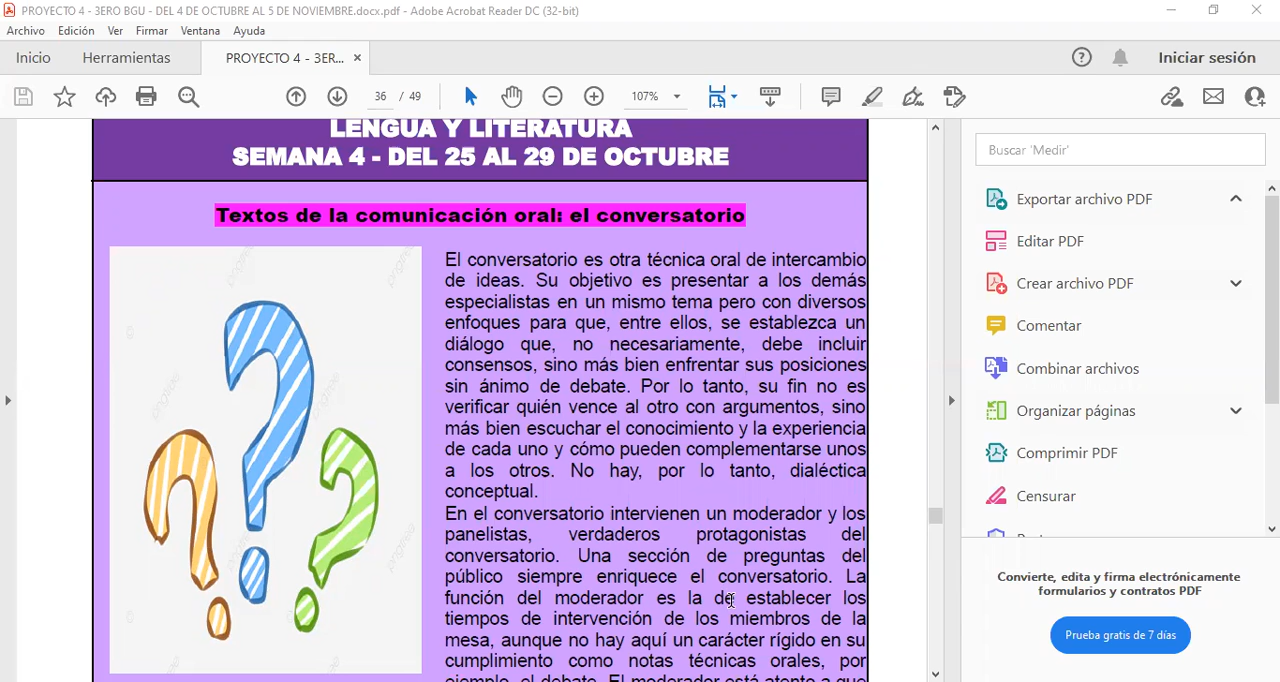 PROYECTO 4 - 3ERO BGU - DEL 4 DE OCTUBRE AL 5 DE NOVIEMBRE.docx.pdf - Adobe Acrobat Reader DC (32-bit)
Archivo Edición Ver Firmar Ventana Ayuda
Inicio Herramientas PROYECTO 4 - 3ER... × Iniciar sesión
36 / 49 107%
LENGUA Y LITERATURA
SEMANA 4 - DEL 25 AL 29 DE OCTUBRE
Textos de la comunicación oral: el conversatorio
El conversatorio es otra técnica oral de intercambio
de ideas. Su objetivo es presentar a los demás
especialistas en un mismo tema pero con diversos
enfoques para que, entre ellos, se establezca un
diálogo que, no necesariamente, debe incluir
consensos, sino más bien enfrentar sus posiciones
sin ánimo de debate. Por lo tanto, su fin no es
verificar quién vence al otro con argumentos, sino
más bien escuchar el conocimiento y la experiencia
de cada uno y cómo pueden complementarse unos
a los otros. No hay, por lo tanto, dialéctica
conceptual.
En el conversatorio intervienen un moderador y los
panelistas, verdaderos protagonistas del
conversatorio. Una sección de preguntas del
público siempre enriquece el conversatorio. La
función del moderador es la de establecer los
tiempos de intervención de los miembros de la
mesa, aunque no hay aquí un carácter rígido en su
cumplimiento como notas técnicas orales, por
ejemplo, el debate. El moderador está atento a que
Buscar 'Medir'
Exportar archivo PDF
Editar PDF
Crear archivo PDF
Comentar
Combinar archivos
Organizar páginas
Comprimir PDF
Censurar
Convierte, edita y firma electrónicamente
formularios y contratos PDF
Prueba gratis de 7 días